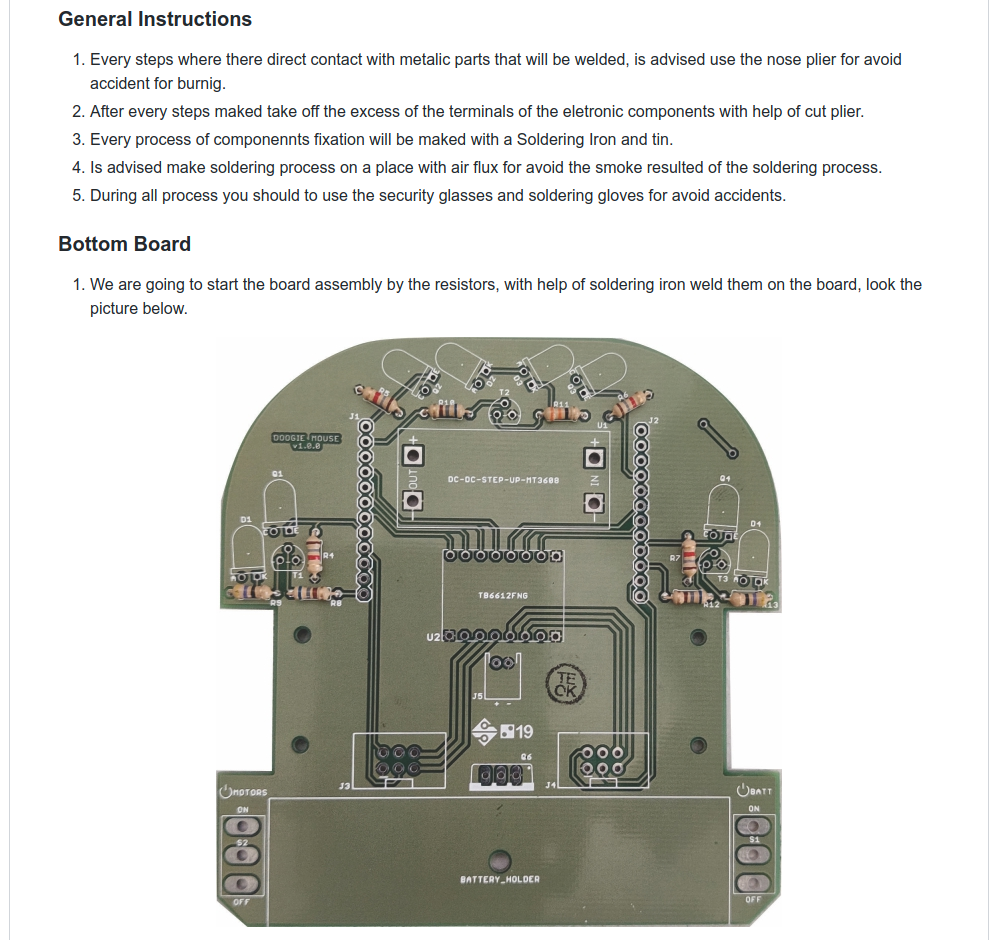 General Instructions
1. Every steps where there direct contact with metalic parts that will be welded, is advised use the nose plier for avoid
accident for burnig.
2. After every steps maked take off the excess of the terminals of the eletronic components with help of cut plier.
3. Every process of componennts fixation will be maked with a Soldering Iron and tin.
4. Is advised make soldering process on a place with air flux for avoid the smoke resulted of the soldering process.
5. During all process you should to use the security glasses and soldering gloves for avoid accidents.
Bottom Board
1. We are going to start the board assembly by the resistors, with help of soldering iron weld them on the board, look the
picture below.
R5
Q2
D2
T2
Q3
R6
R10
R11
J1
U1
J2
DOOGIE MOUSE
v1.0.0
+
+
OUT
DC-DC-STEP-UP-MT3608
IN
-
-
Q1
Q4
D1
D4
R4
R7
T1
T3
A
K
A
K
R9
R8
R12
13
TB6612FNG
U2
J5
+ -
TE
OK
19
Q6
J3
J4
MOTORS
BATT
ON
ON
S2
S1
OFF
OFF
BATTERY_HOLDER